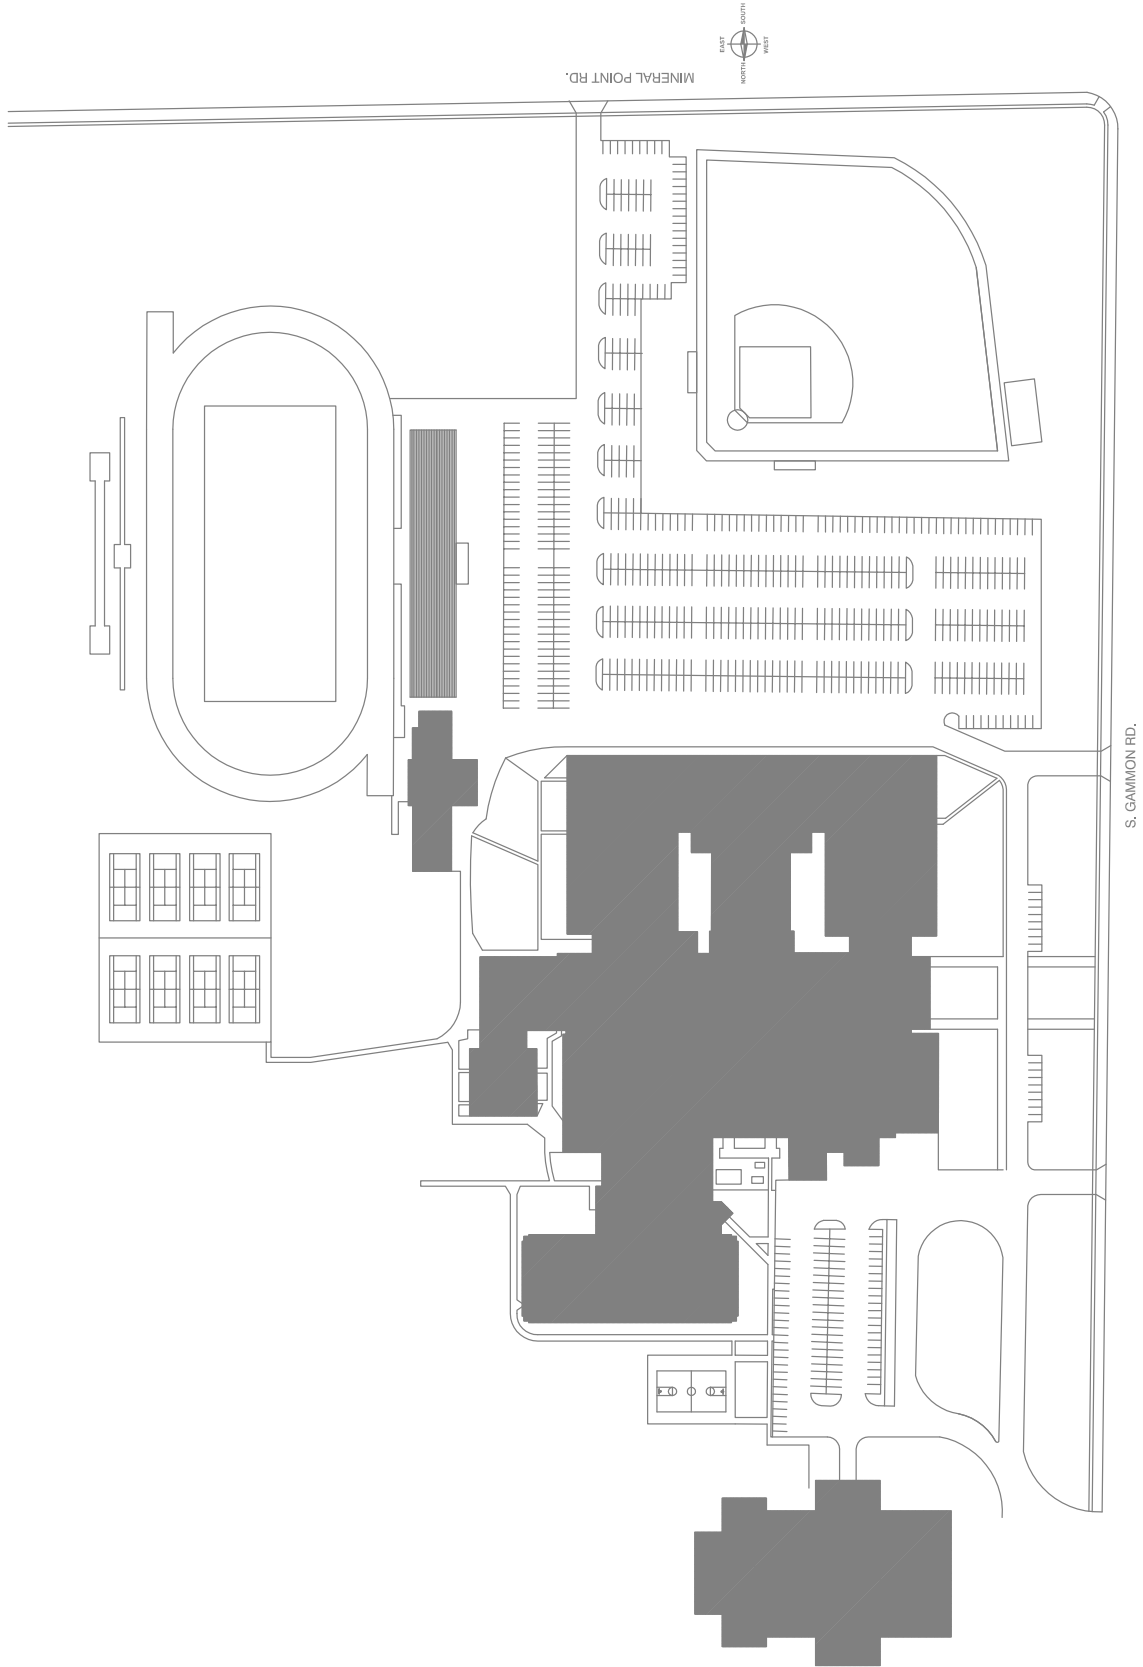 SOUTH
EAST
WEST
NORTH
MINERAL POINT RD.
S. GAMMON RD.